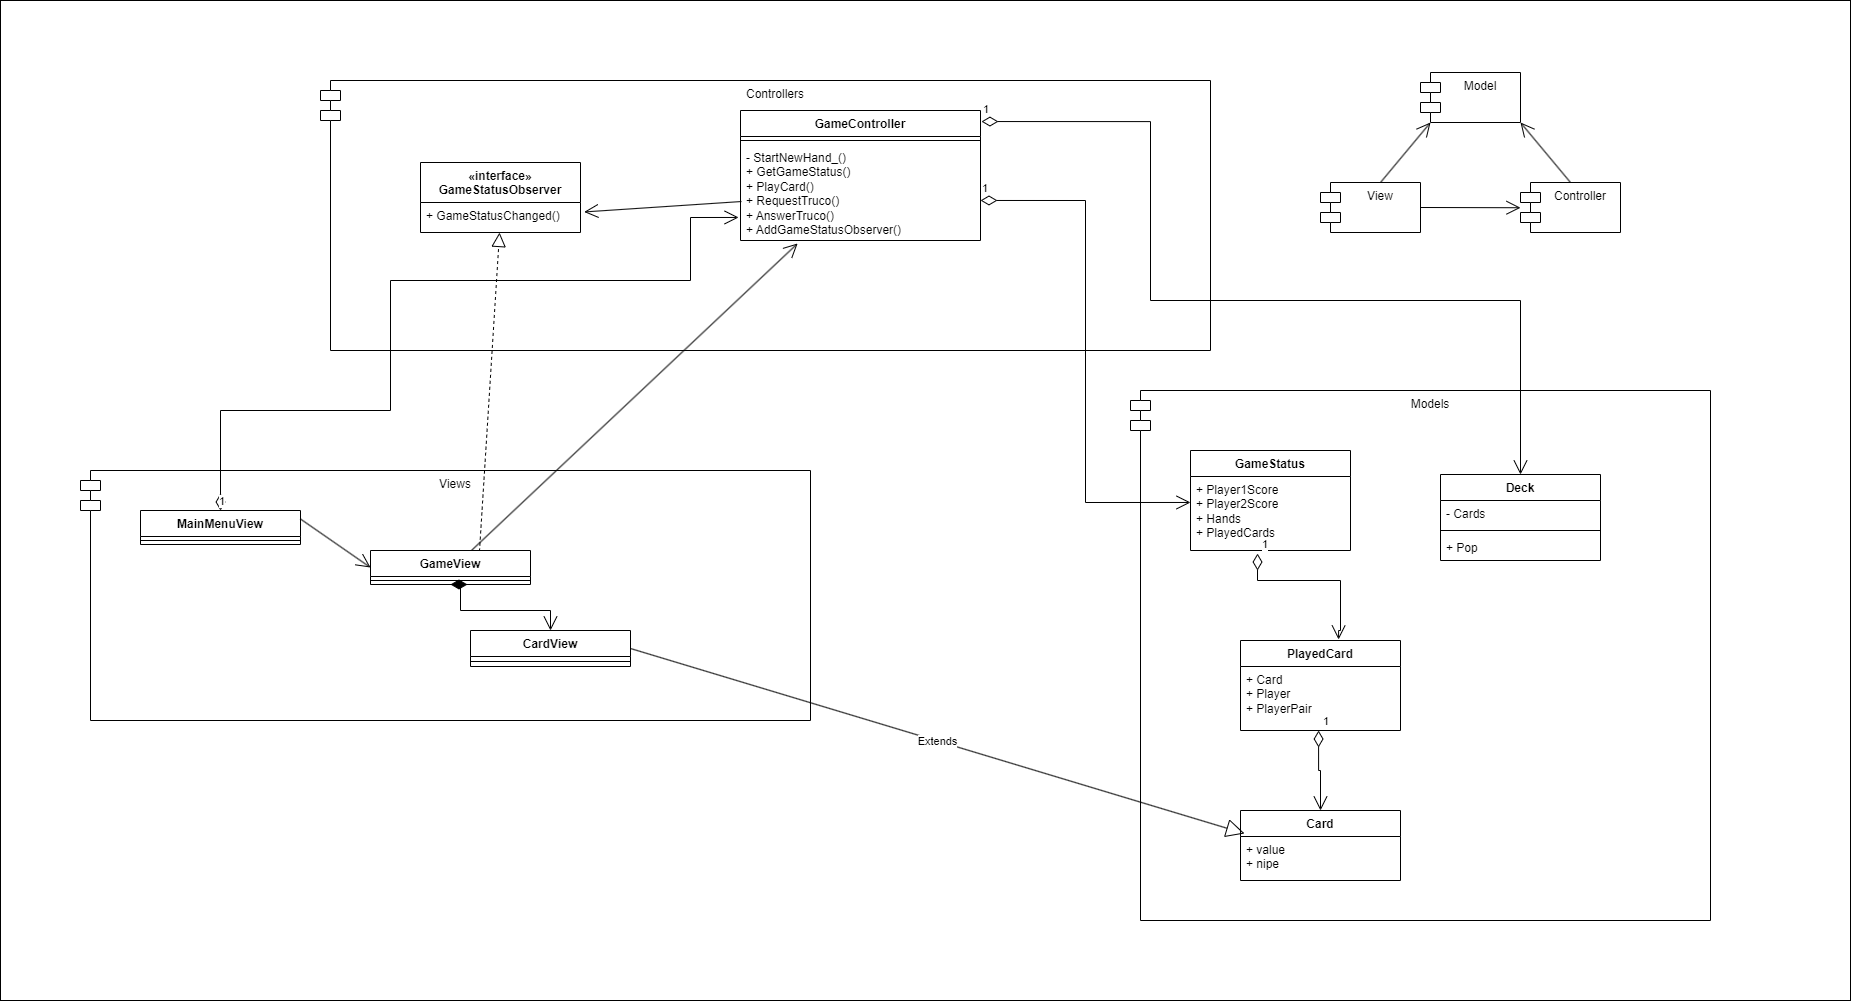 Controllers
1
GameController
- StartNewHand_()
+ GetGameStatus()
+ PlayCard()
+ RequestTruco()
+ AnswerTruco()
+ AddGameStatusObserver()
1
«interface»
GameStatusObserver
+ GameStatusChanged()
Model
View
Controller
Views
1
MainMenuView
GameView
CardView
Extends
Models
GameStatus
+ Player1Score
+ Player2Score
+ Hands
+ PlayedCards
1
Deck
- Cards
+ Pop
PlayedCard
+ Card
+ Player
+ PlayerPair
1
Card
+ value
+ nipe